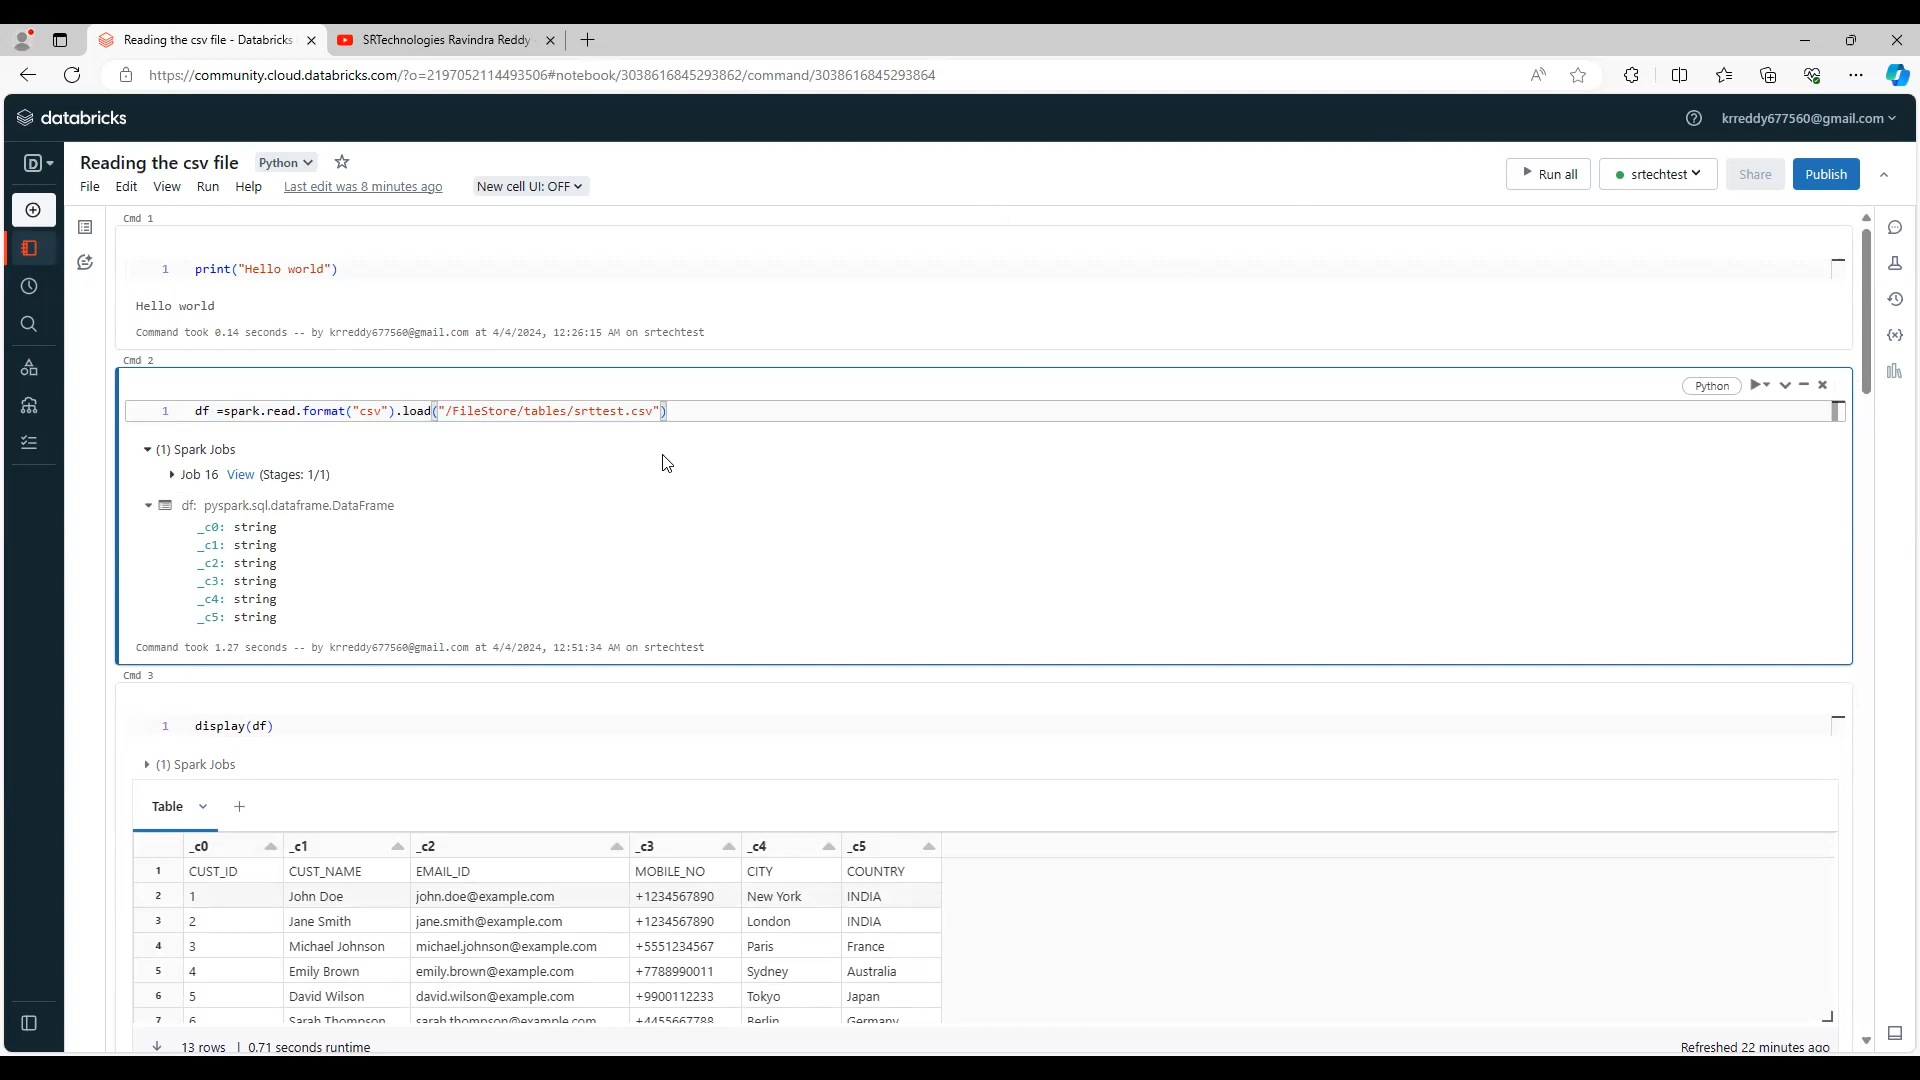 Reading the csv file - Databricks
SRTechnologies Ravindra Reddy
https://community.cloud.databricks.com/?o=2197052114493506#notebook/3038616845293862/command/3038616845293864
databricks
krreddy677560@gmail.com
D
Reading the csv file
Python
File Edit View Run Help Last edit was 8 minutes ago New cell UI: OFF
Run all
srtechtest
Share
Publish
Cmd 1
1 print("Hello world")
Hello world
Command took 0.14 seconds -- by krreddy677560@gmail.com at 4/4/2024, 12:26:15 AM on srtechtest
Cmd 2
Python
1 df =spark.read.format("csv").load("/FileStore/tables/srttest.csv")
(1) Spark Jobs
Job 16 View (Stages: 1/1)
df: pyspark.sql.dataframe.DataFrame
_c0: string
_c1: string
_c2: string
_c3: string
_c4: string
_c5: string
Command took 1.27 seconds -- by krreddy677560@gmail.com at 4/4/2024, 12:51:34 AM on srtechtest
Cmd 3
1 display(df)
(1) Spark Jobs
Table
_c0 _c1 _c2 _c3 _c4 _c5
1 CUST_ID CUST_NAME EMAIL_ID MOBILE_NO CITY COUNTRY
2 1 John Doe john.doe@example.com +1234567890 New York INDIA
3 2 Jane Smith jane.smith@example.com +1234567890 London INDIA
4 3 Michael Johnson michael.johnson@example.com +5551234567 Paris France
5 4 Emily Brown emily.brown@example.com +7788990011 Sydney Australia
6 5 David Wilson david.wilson@example.com +9900112233 Tokyo Japan
7 6 Sarah Thompson sarah.thompson@example.com +4455667788 Berlin Germany
13 rows | 0.71 seconds runtime
Refreshed 22 minutes ago